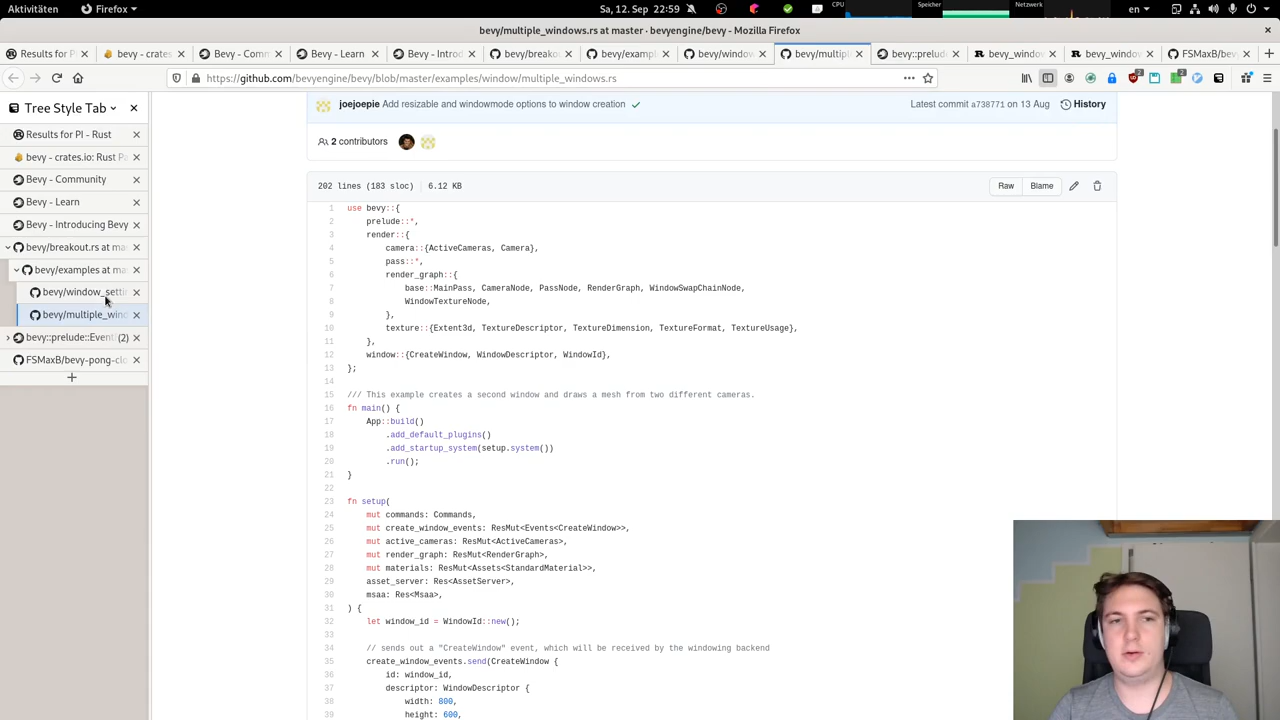 Aktivitäten Firefox Sa, 12. Sep 22:59 CPU Speicher Netzwerk en
bevy/multiple_windows.rs at master · bevyengine/bevy - Mozilla Firefox
Results for P bevy - crates Bevy - Comm Bevy - Learn Bevy - Introd bevy/breako bevy/examp bevy/window bevy/multipl bevy::prelude bevy_window bevy_window FSMaxB/bevy
https://github.com/bevyengine/bevy/blob/master/examples/window/multiple_windows.rs
Tree Style Tab
Results for PI - Rust
bevy - crates.io: Rust Pa
Bevy - Community
Bevy - Learn
Bevy - Introducing Bevy
bevy/breakout.rs at ma
bevy/examples at ma
bevy/window_setti
bevy/multiple_wind
bevy::prelude::Event (2)
FSMaxB/bevy-pong-clo
joejoepie Add resizable and windowmode options to window creation Latest commit a738771 on 13 Aug History
2 contributors
202 lines (183 sloc) 6.12 KB Raw Blame
1 use bevy::{
2 prelude::*,
3 render::{
4 camera::{ActiveCameras, Camera},
5 pass::*,
6 render_graph::{
7 base::MainPass, CameraNode, PassNode, RenderGraph, WindowSwapChainNode,
8 WindowTextureNode,
9 },
10 texture::{Extent3d, TextureDescriptor, TextureDimension, TextureFormat, TextureUsage},
11 },
12 window::{CreateWindow, WindowDescriptor, WindowId},
13 };
14
15 /// This example creates a second window and draws a mesh from two different cameras.
16 fn main() {
17 App::build()
18 .add_default_plugins()
19 .add_startup_system(setup.system())
20 .run();
21 }
22
23 fn setup(
24 mut commands: Commands,
25 mut create_window_events: ResMut<Events<CreateWindow>>,
26 mut active_cameras: ResMut<ActiveCameras>,
27 mut render_graph: ResMut<RenderGraph>,
28 mut materials: ResMut<Assets<StandardMaterial>>,
29 asset_server: Res<AssetServer>,
30 msaa: Res<Msaa>,
31 ) {
32 let window_id = WindowId::new();
33
34 // sends out a "CreateWindow" event, which will be received by the windowing backend
35 create_window_events.send(CreateWindow {
36 id: window_id,
37 descriptor: WindowDescriptor {
38 width: 800,
39 height: 600,